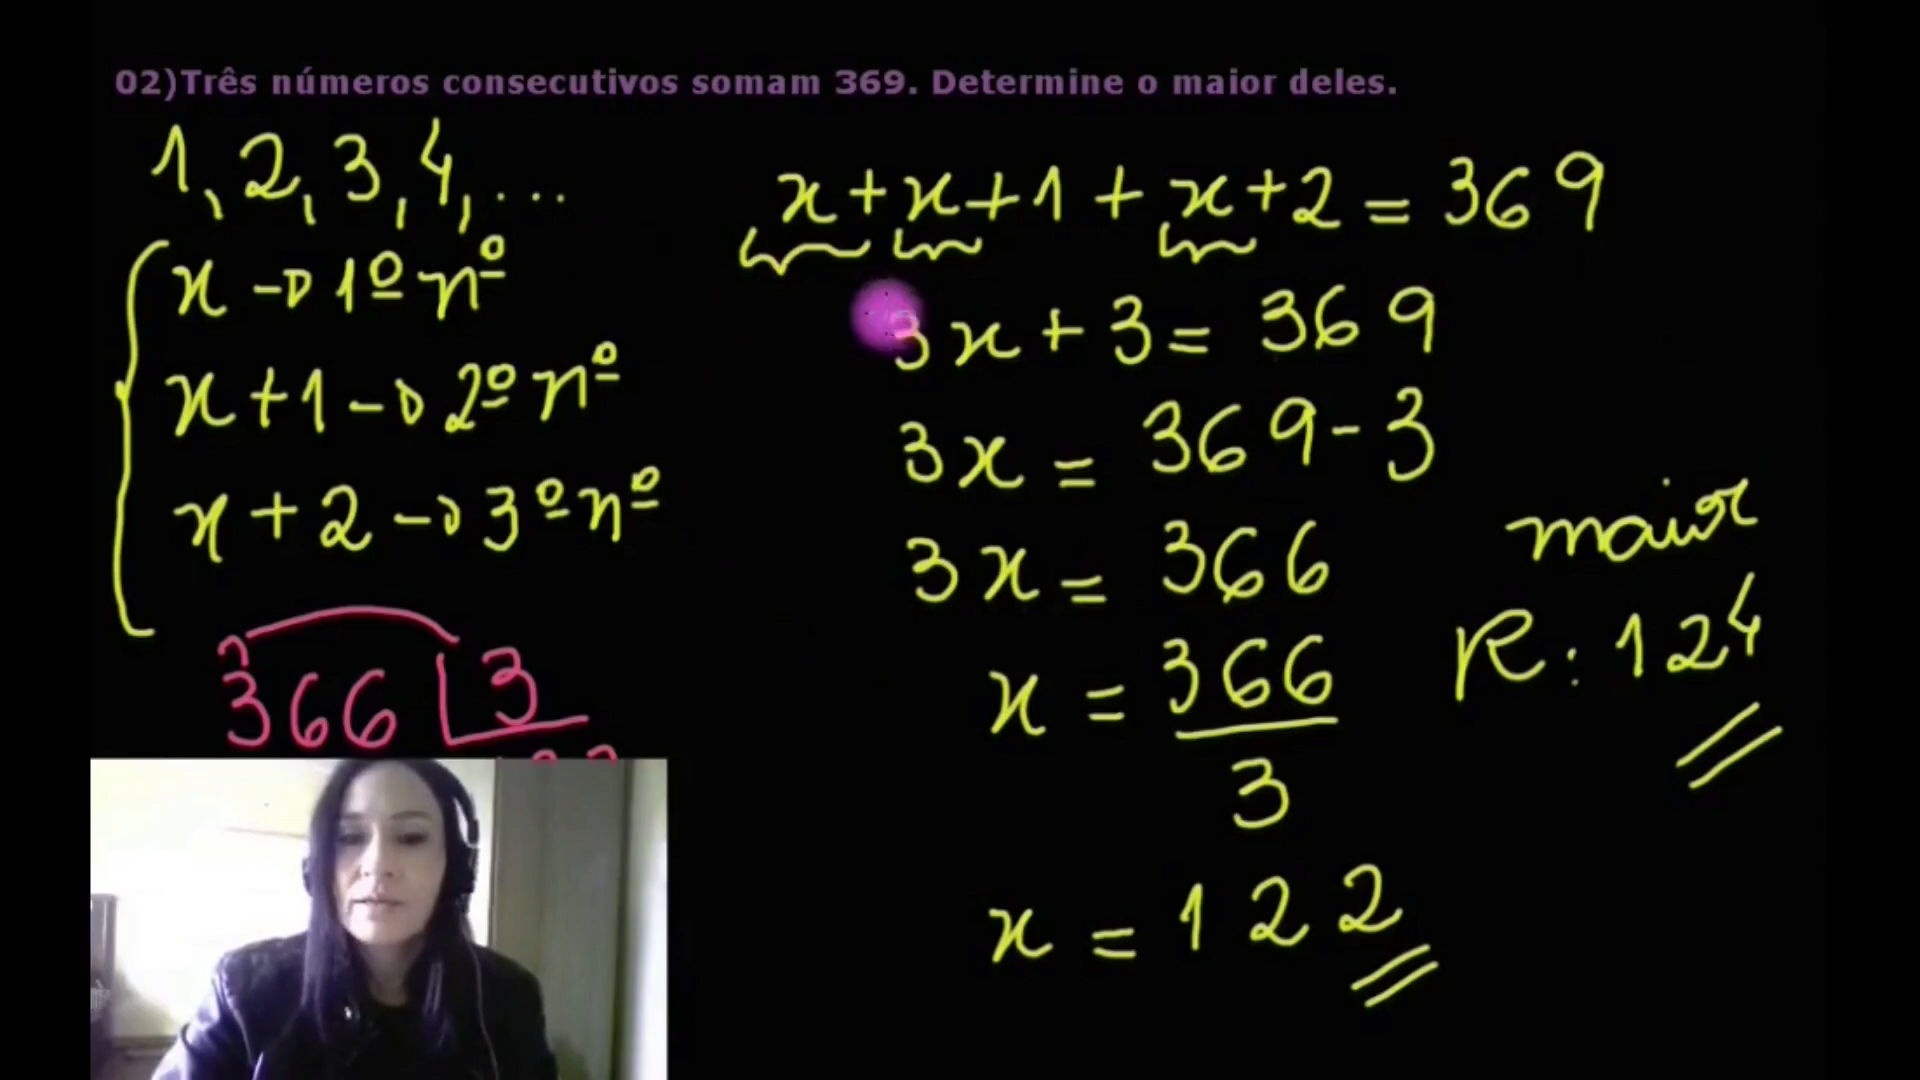 02)Três números consecutivos somam 369. Determine o maior deles.
1, 2, 3, 4, ...
x → 1º nº
x + 1 → 2º nº
x + 2 → 3º nº
366 3
x + x + 1 + x + 2 = 369
3x + 3 = 369
3x = 369 - 3
3x = 366
x = 366
3
x = 122
maior
R: 124